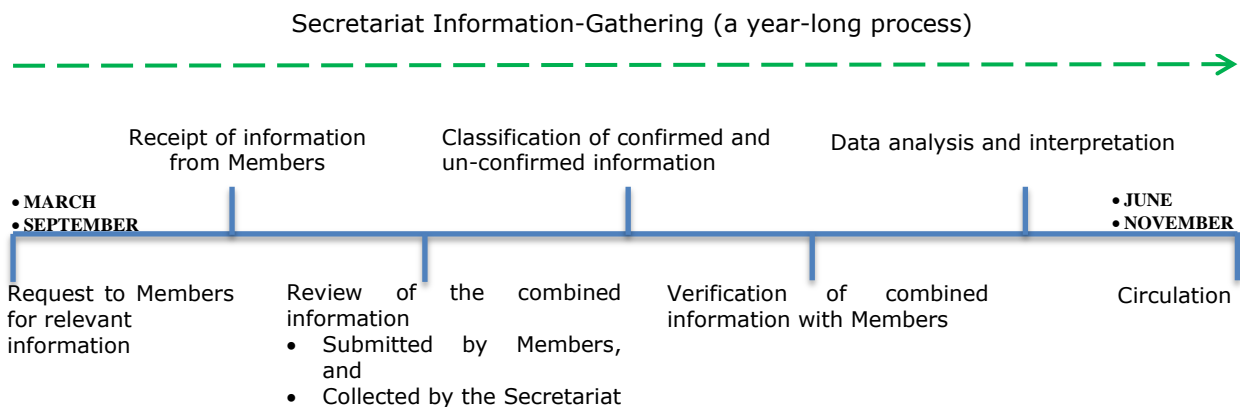 Secretariat Information-Gathering (a year-long process)
Receipt of information
from Members
Classification of confirmed and
un-confirmed information
Data analysis and interpretation
• MARCH
• SEPTEMBER
• JUNE
• NOVEMBER
Request to Members
for relevant
information
Review of the combined
information
• Submitted by Members,
and
• Collected by the Secretariat
Verification of combined
information with Members
Circulation